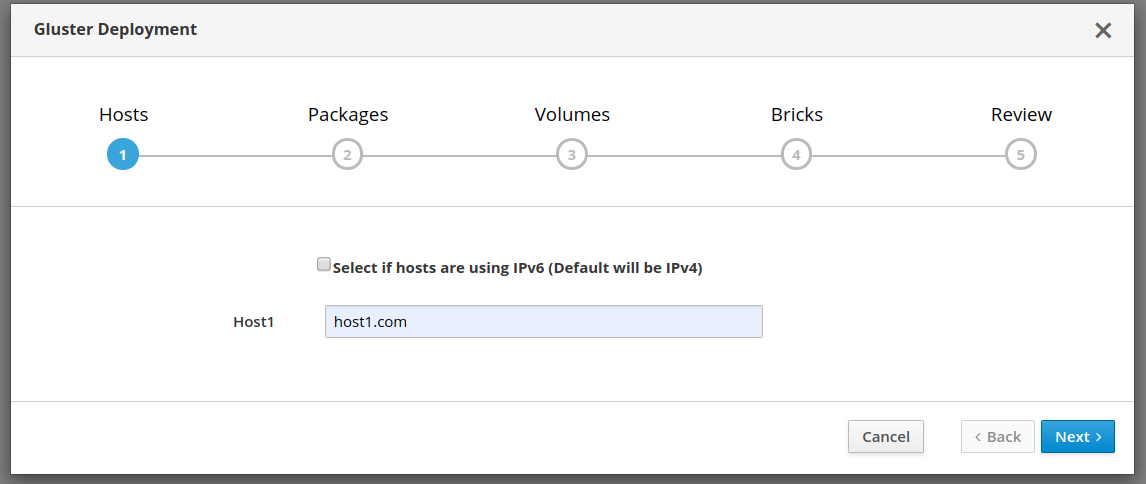 Gluster Deployment
Hosts Packages Volumes Bricks Review
1 2 3 4 5
Select if hosts are using IPv6 (Default will be IPv4)
Host1 host1.com
Cancel < Back Next >